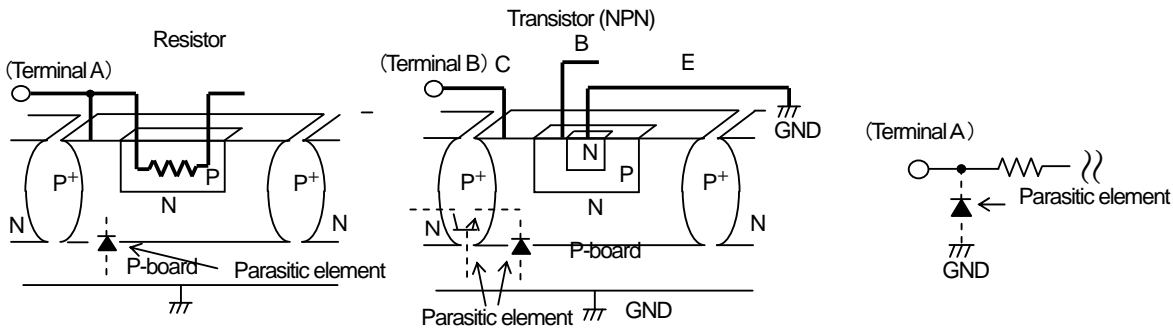 Resistor
(Terminal A)
P+
P
P+
N
N
N
P-board
Parasitic element
Transistor (NPN)
B
(Terminal B)
C
E
GND
N
P+
P
P+
N
N
N
P-board
Parasitic element
GND
(Terminal A)
Parasitic element
GND